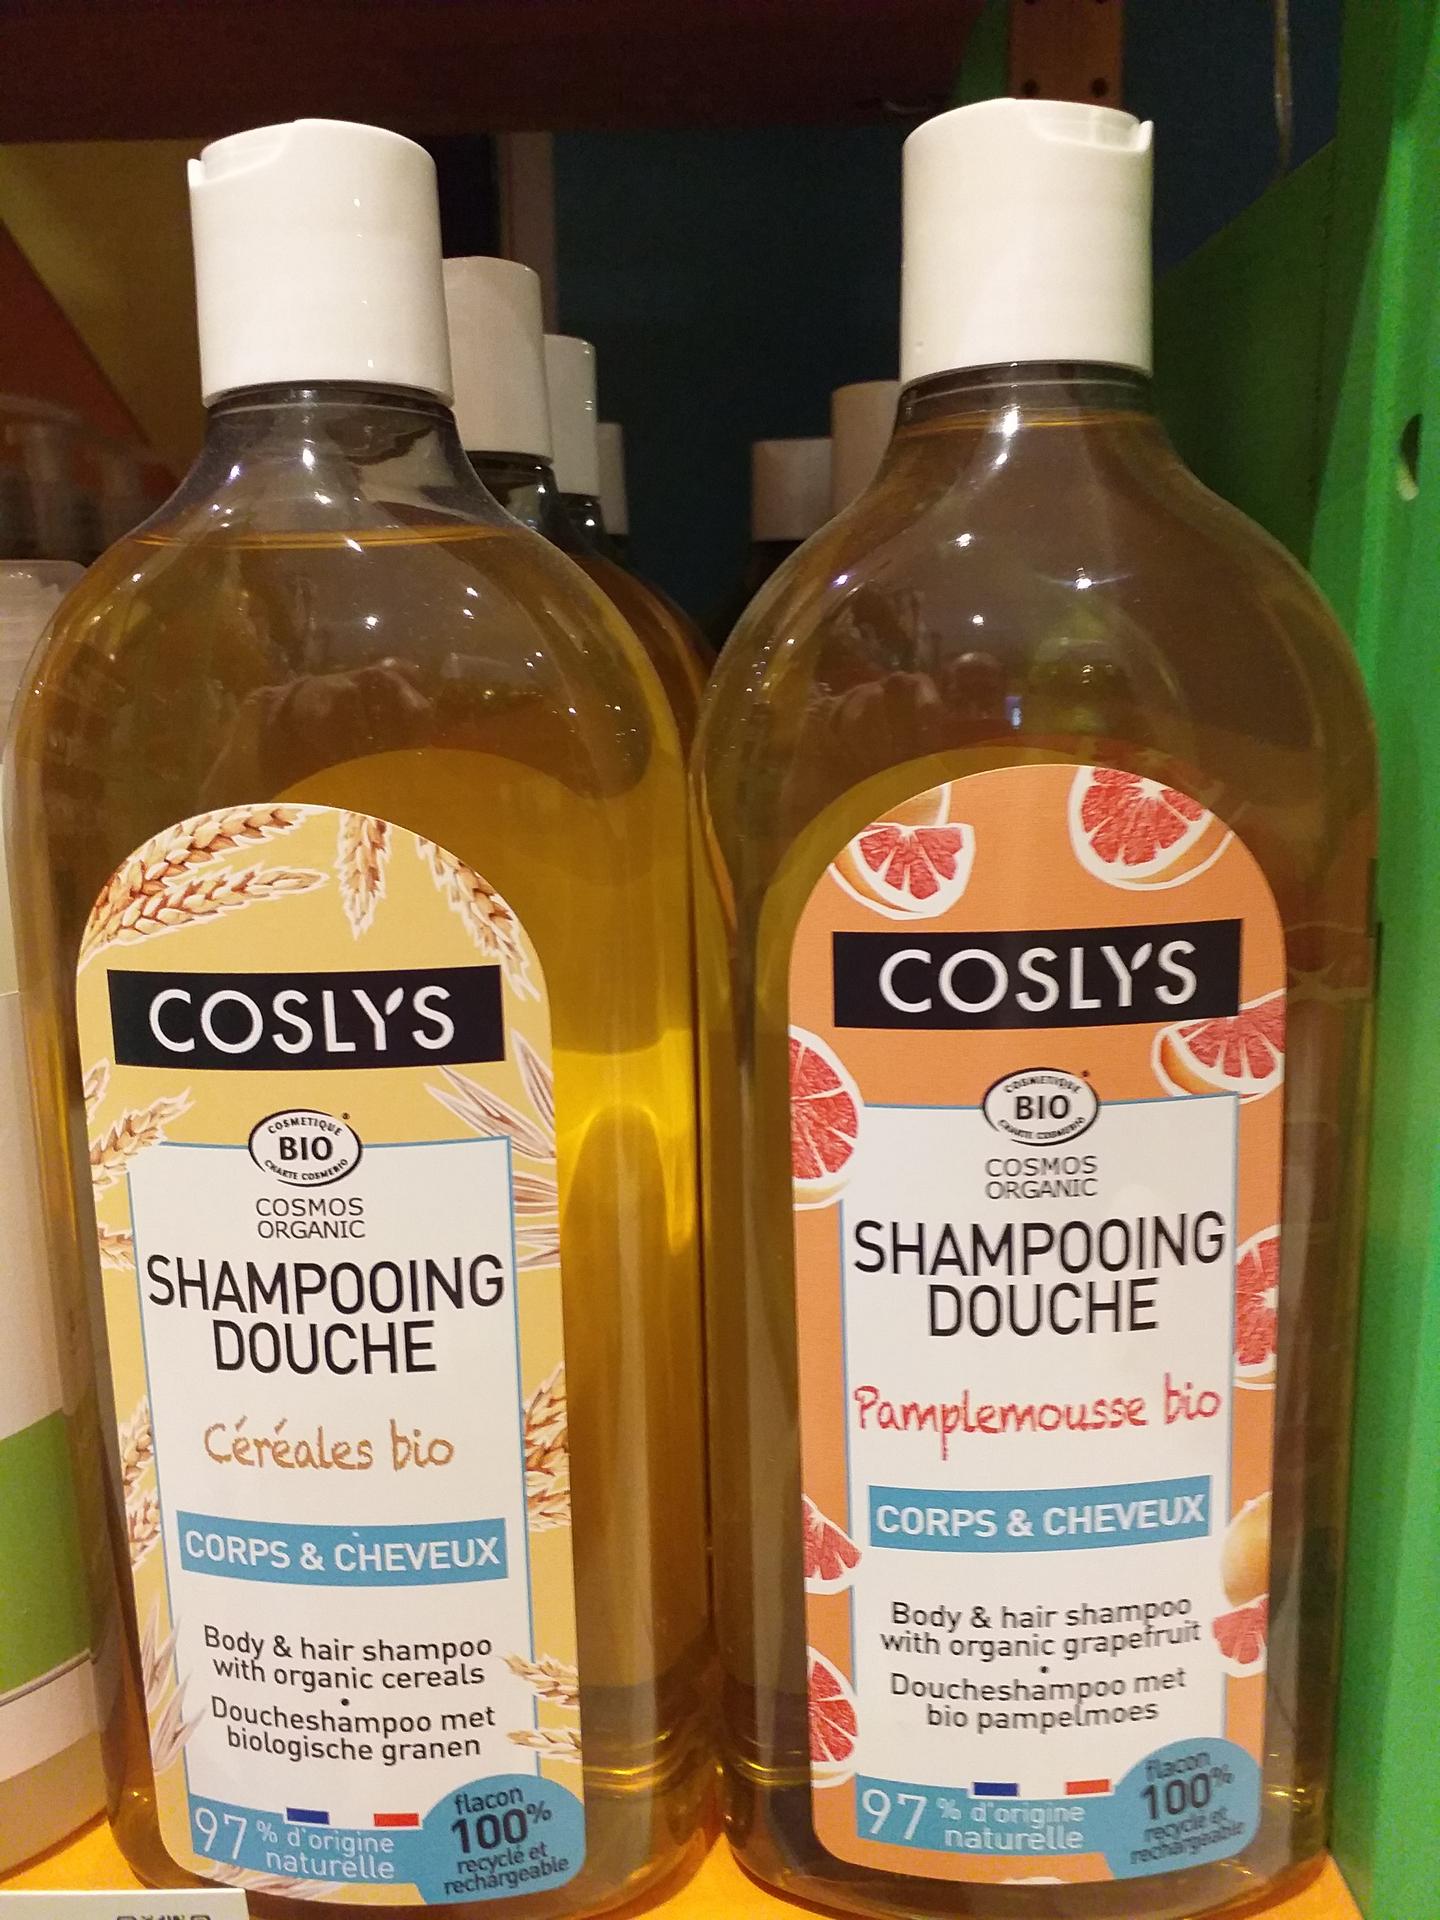 COSLY'S
COSMETIQUE
BIO
CHARTE COSMEBIO
COSMOS
ORGANIC
SHAMPOOING
DOUCHE
Céréales bio
CORPS & CHEVEUX
Body & hair shampoo
with organic cereals
•
Doucheshampoo met
biologische granen
97% d'origine
naturelle
flacon
100%
recyclé et
rechargeable
COSLY'S
COSMETIQUE
BIO
CHARTE COSMEBIO
COSMOS
ORGANIC
SHAMPOOING
DOUCHE
Pamplemousse bio
CORPS & CHEVEUX
Body & hair shampoo
with organic grapefruit
•
Doucheshampoo met
bio pampelmoes
97% d'origine
naturelle
flacon
100%
recyclé et
rechargeable